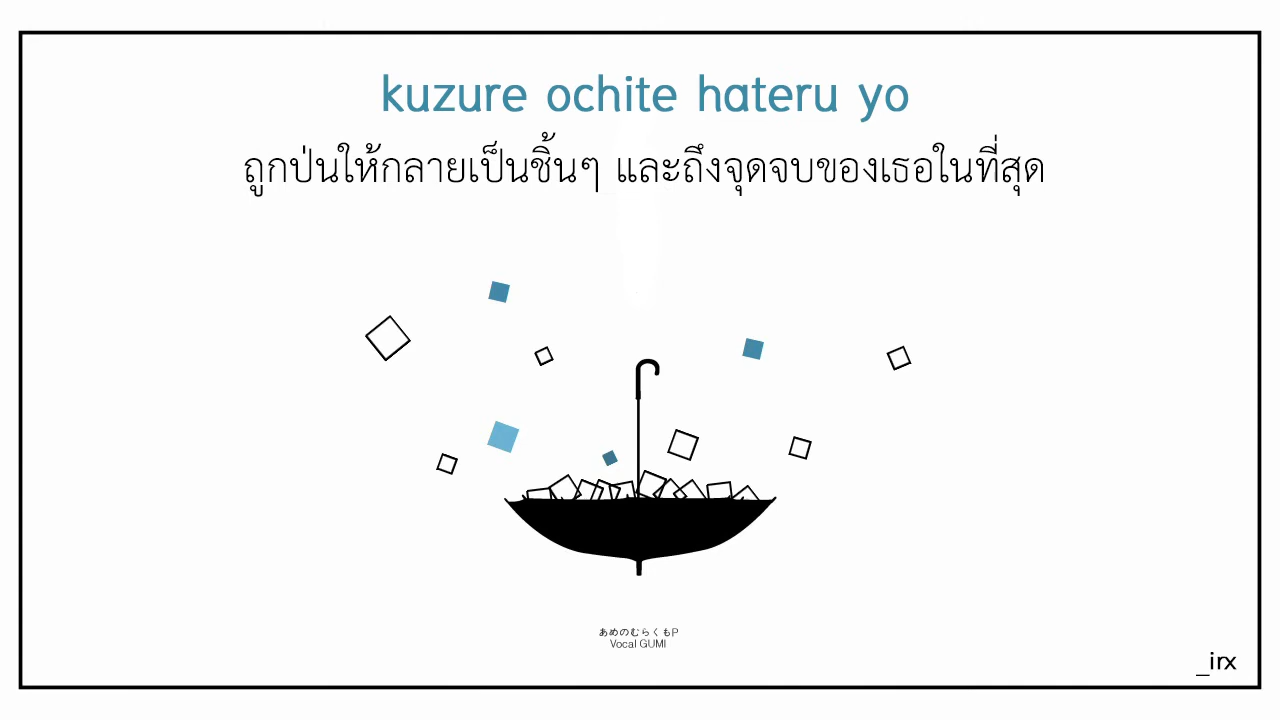 kuzure ochite hateru yo
ถูกป่นให้กลายเป็นชิ้นๆ และถึงจุดจบของเธอในที่สุด
あめのむらくもP
Vocal GUMI
_irx